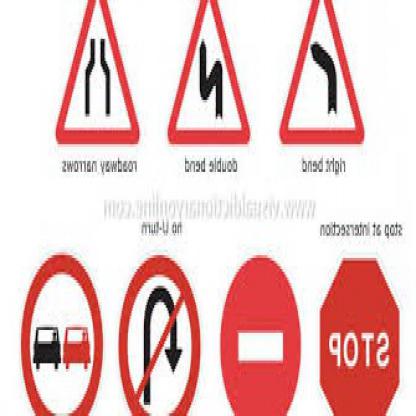 roadway narrows
double bend
right bend
www.visualdictionaryonline.com
no U-turn
stop at intersection
STOP